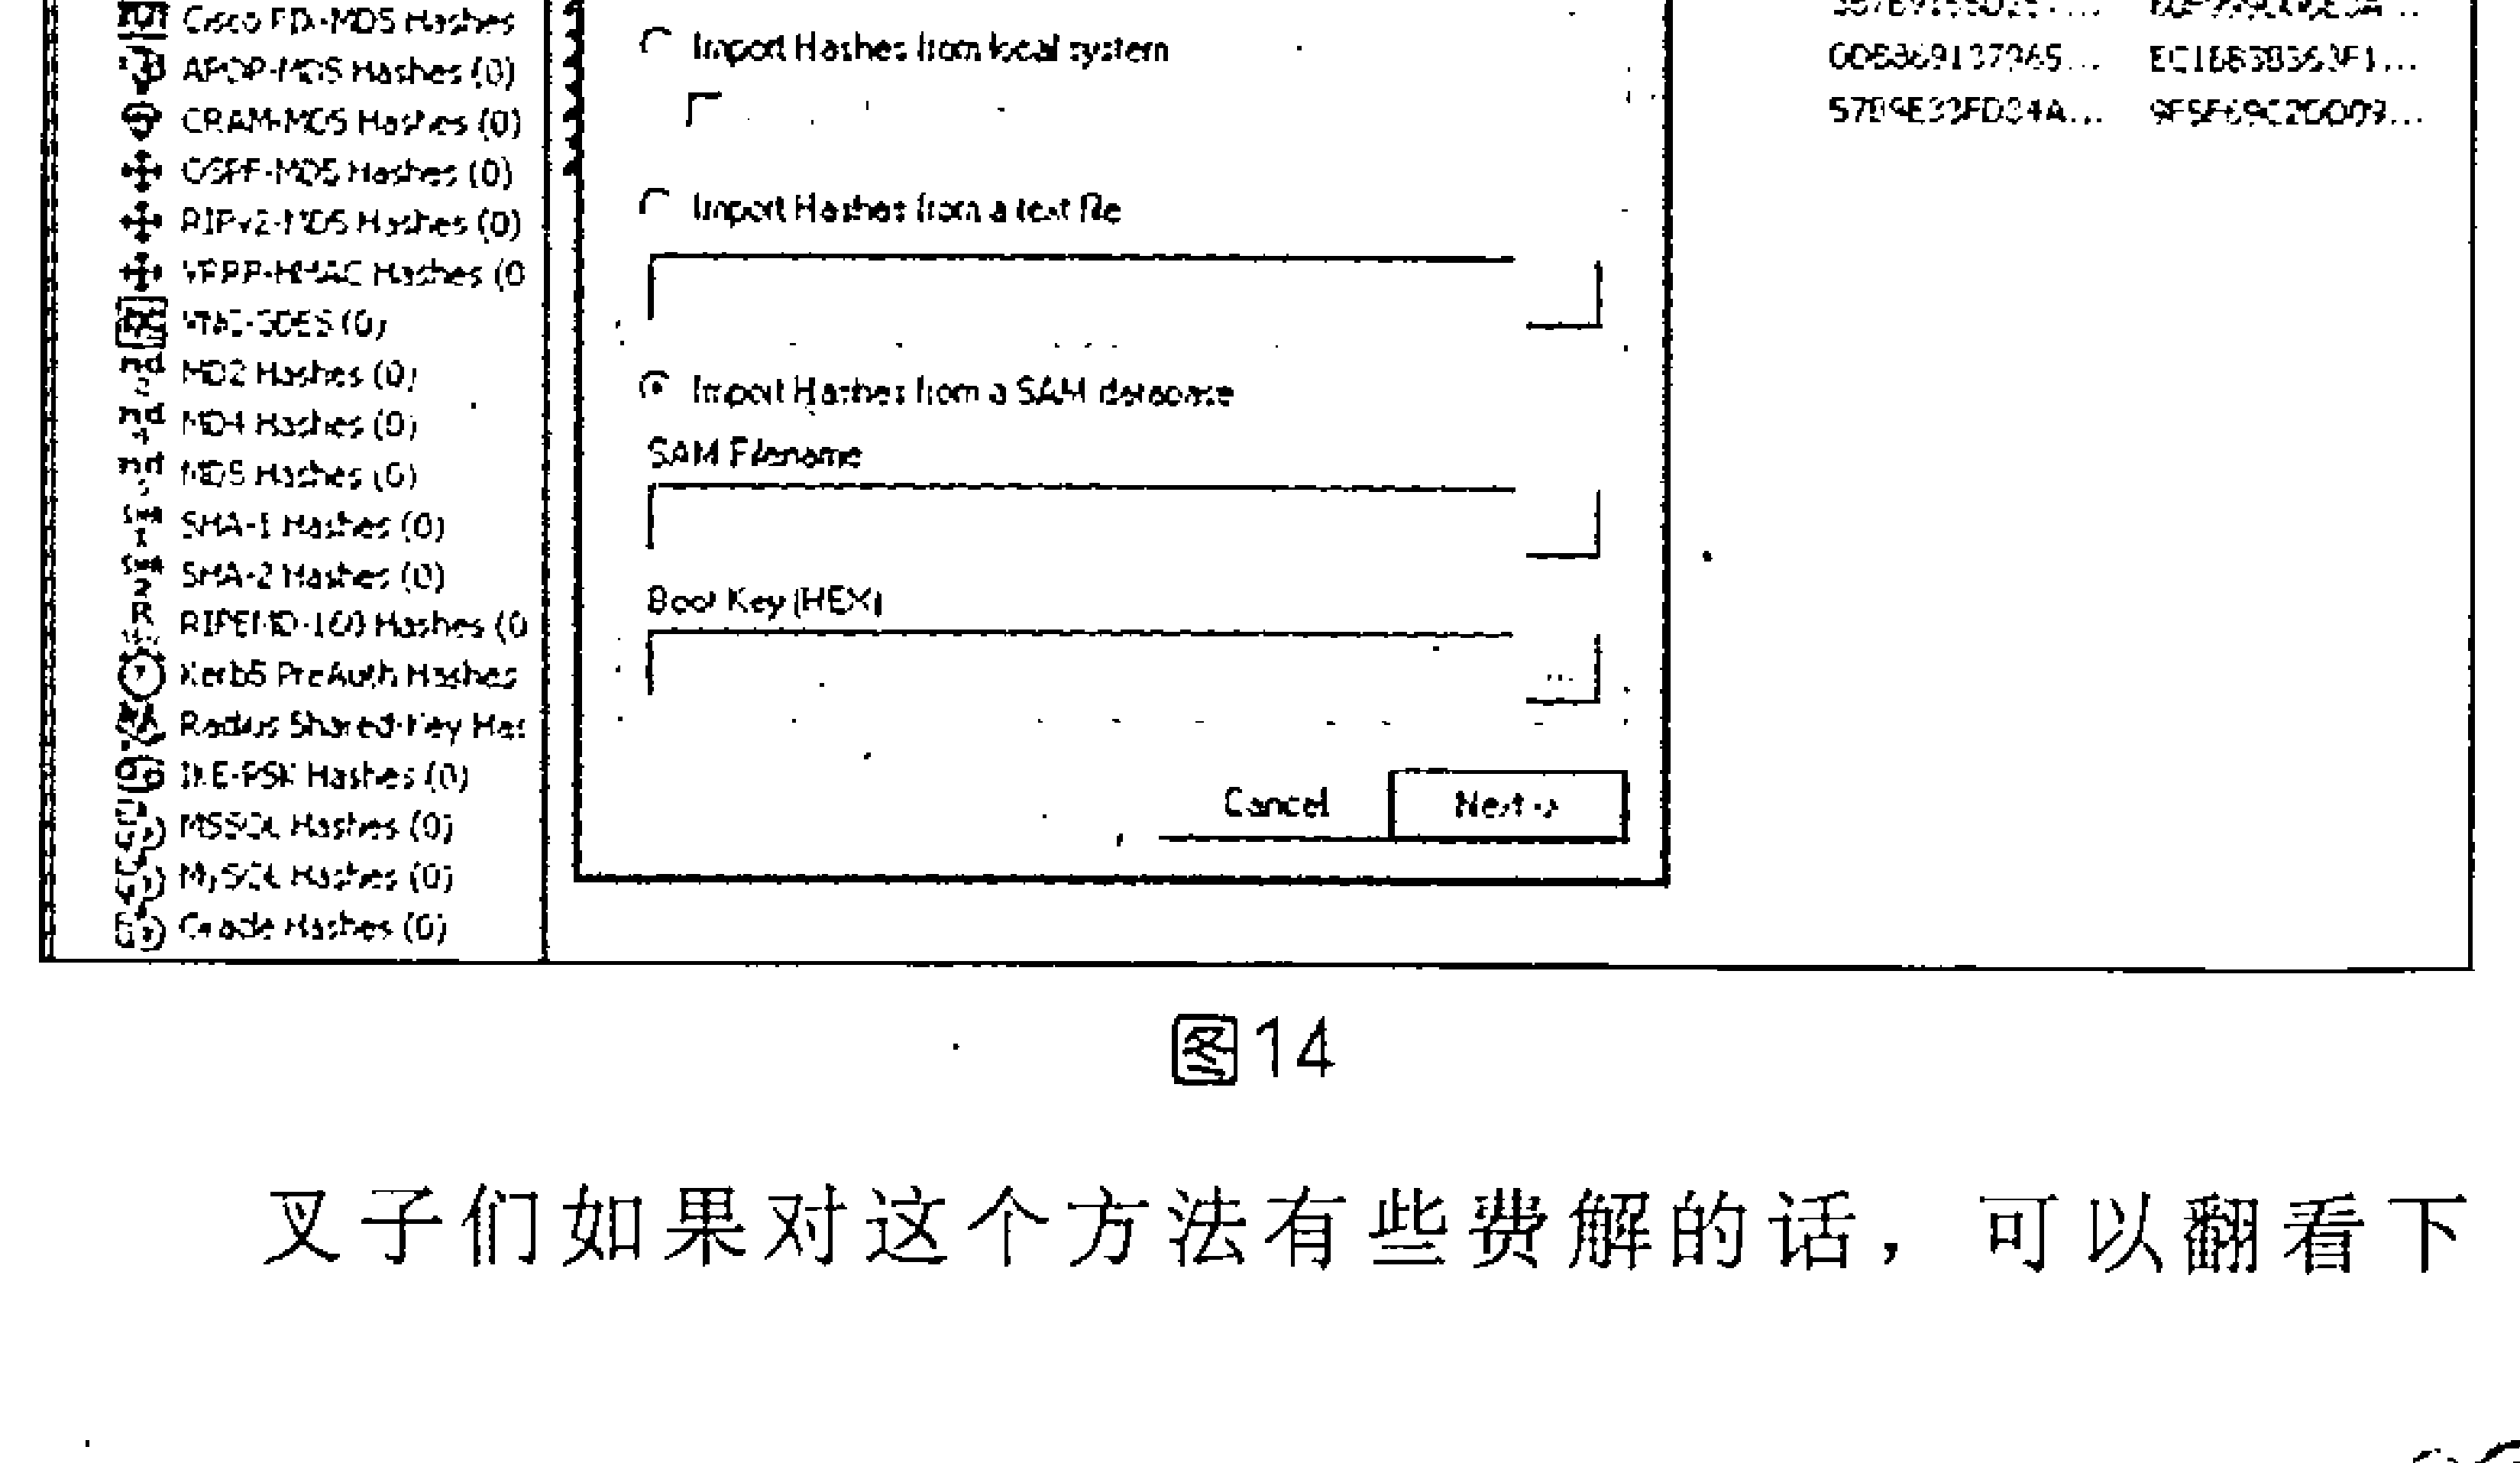 Cisco PIX-MD5 Hashes
APOP-MD5 Hashes (0)
CRAM-MD5 Hashes (0)
OSPF-MD5 Hashes (0)
RIPv2-MD5 Hashes (0)
VRRP-HMAC Hashes (0
VNC-3DES (0)
MD2 Hashes (0)
MD4 Hashes (0)
MD5 Hashes (0)
SHA-1 Hashes (0)
SHA-2 Hashes (0)
RIPEMD-160 Hashes (0
Kerb5 PreAuth Hashes
Radius Shared-Key Has
IKE-PSK Hashes (0)
MSSQL Hashes (0)
MySQL Hashes (0)
Oracle Hashes (0)
Import Hashes from local system
Import Hashes from a text file
Import Hashes from a SAM database
SAM Filename
Boot Key (HEX)
...
Cancel
Next ->
图14
叉子们如果对这个方法有些费解的话，可以翻看下